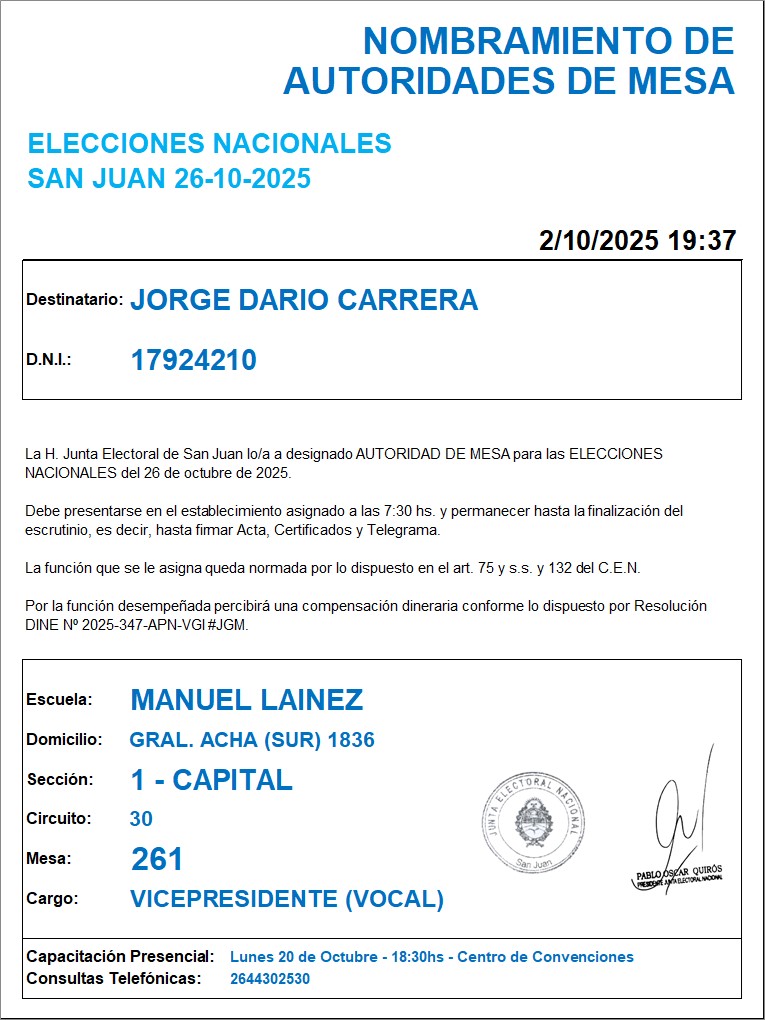 NOMBRAMIENTO DE
AUTORIDADES DE MESA
ELECCIONES NACIONALES
SAN JUAN 26-10-2025
2/10/2025 19:37
Destinatario: JORGE DARIO CARRERA
D.N.I.: 17924210
La H. Junta Electoral de San Juan lo/a a designado AUTORIDAD DE MESA para las ELECCIONES
NACIONALES del 26 de octubre de 2025.
Debe presentarse en el establecimiento asignado a las 7:30 hs. y permanecer hasta la finalización del
escrutinio, es decir, hasta firmar Acta, Certificados y Telegrama.
La función que se le asigna queda normada por lo dispuesto en el art. 75 y s.s. y 132 del C.E.N.
Por la función desempeñada percibirá una compensación dineraria conforme lo dispuesto por Resolución
DINE Nº 2025-347-APN-VGI#JGM.
Escuela: MANUEL LAINEZ
Domicilio: GRAL. ACHA (SUR) 1836
Sección: 1 - CAPITAL
Circuito: 30
Mesa: 261
Cargo: VICEPRESIDENTE (VOCAL)
JUNTA ELECTORAL NACIONAL
San Juan
PABLO OSCAR QUIRÓS
PRESIDENTE JUNTA ELECTORAL NACIONAL
Capacitación Presencial: Lunes 20 de Octubre - 18:30hs - Centro de Convenciones
Consultas Telefónicas: 2644302530